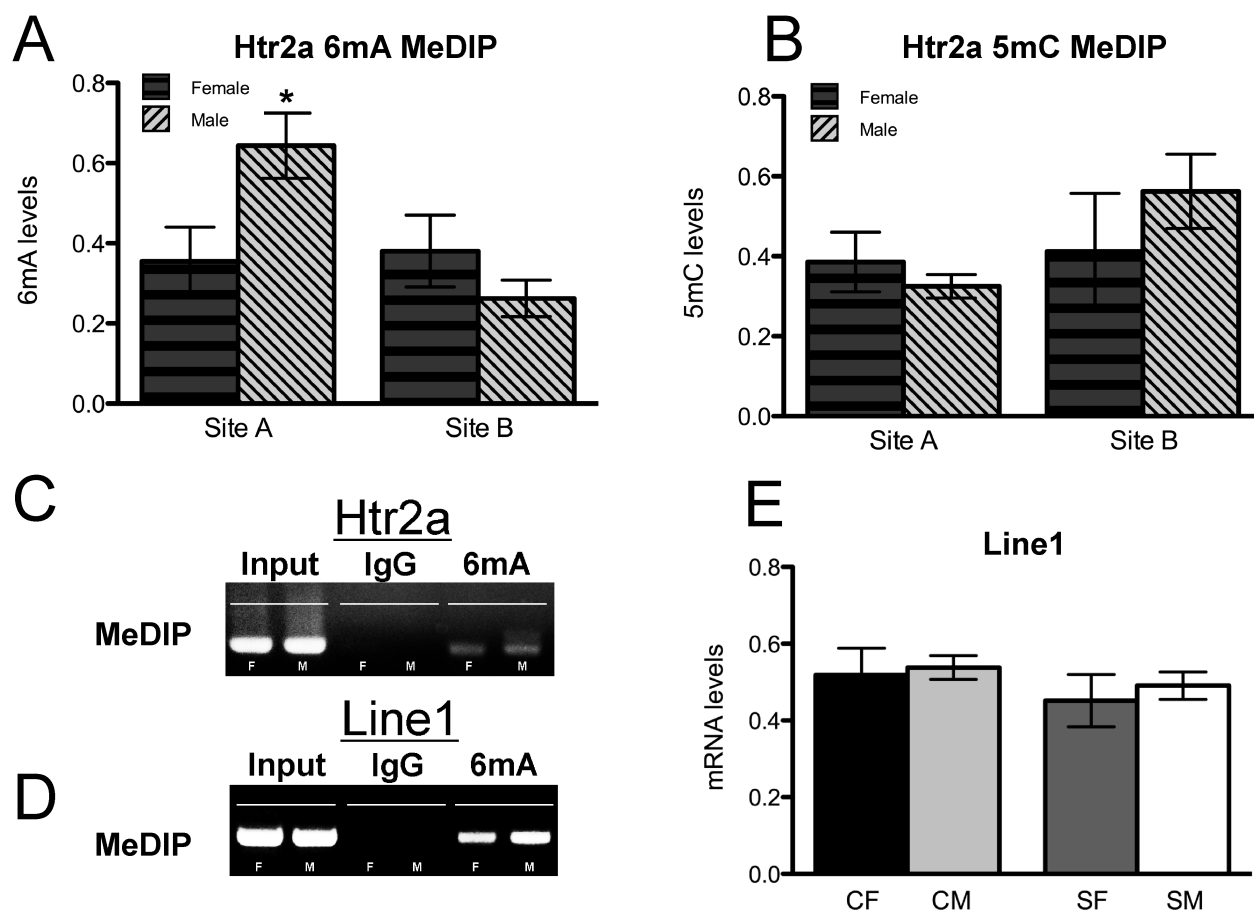 A
Htr2a 6mA MeDIP
0.8
0.6
0.4
0.2
0.0
6mA levels
Female
Male
*
Site A
Site B
B
Htr2a 5mC MeDIP
0.8
0.6
0.4
0.2
0.0
5mC levels
Female
Male
Site A
Site B
C
Htr2a
Input IgG 6mA
MeDIP
F M F M F M
D
Line1
Input IgG 6mA
MeDIP
F M F M F M
E
Line1
0.8
0.6
0.4
0.2
0.0
mRNA levels
CF CM SF SM